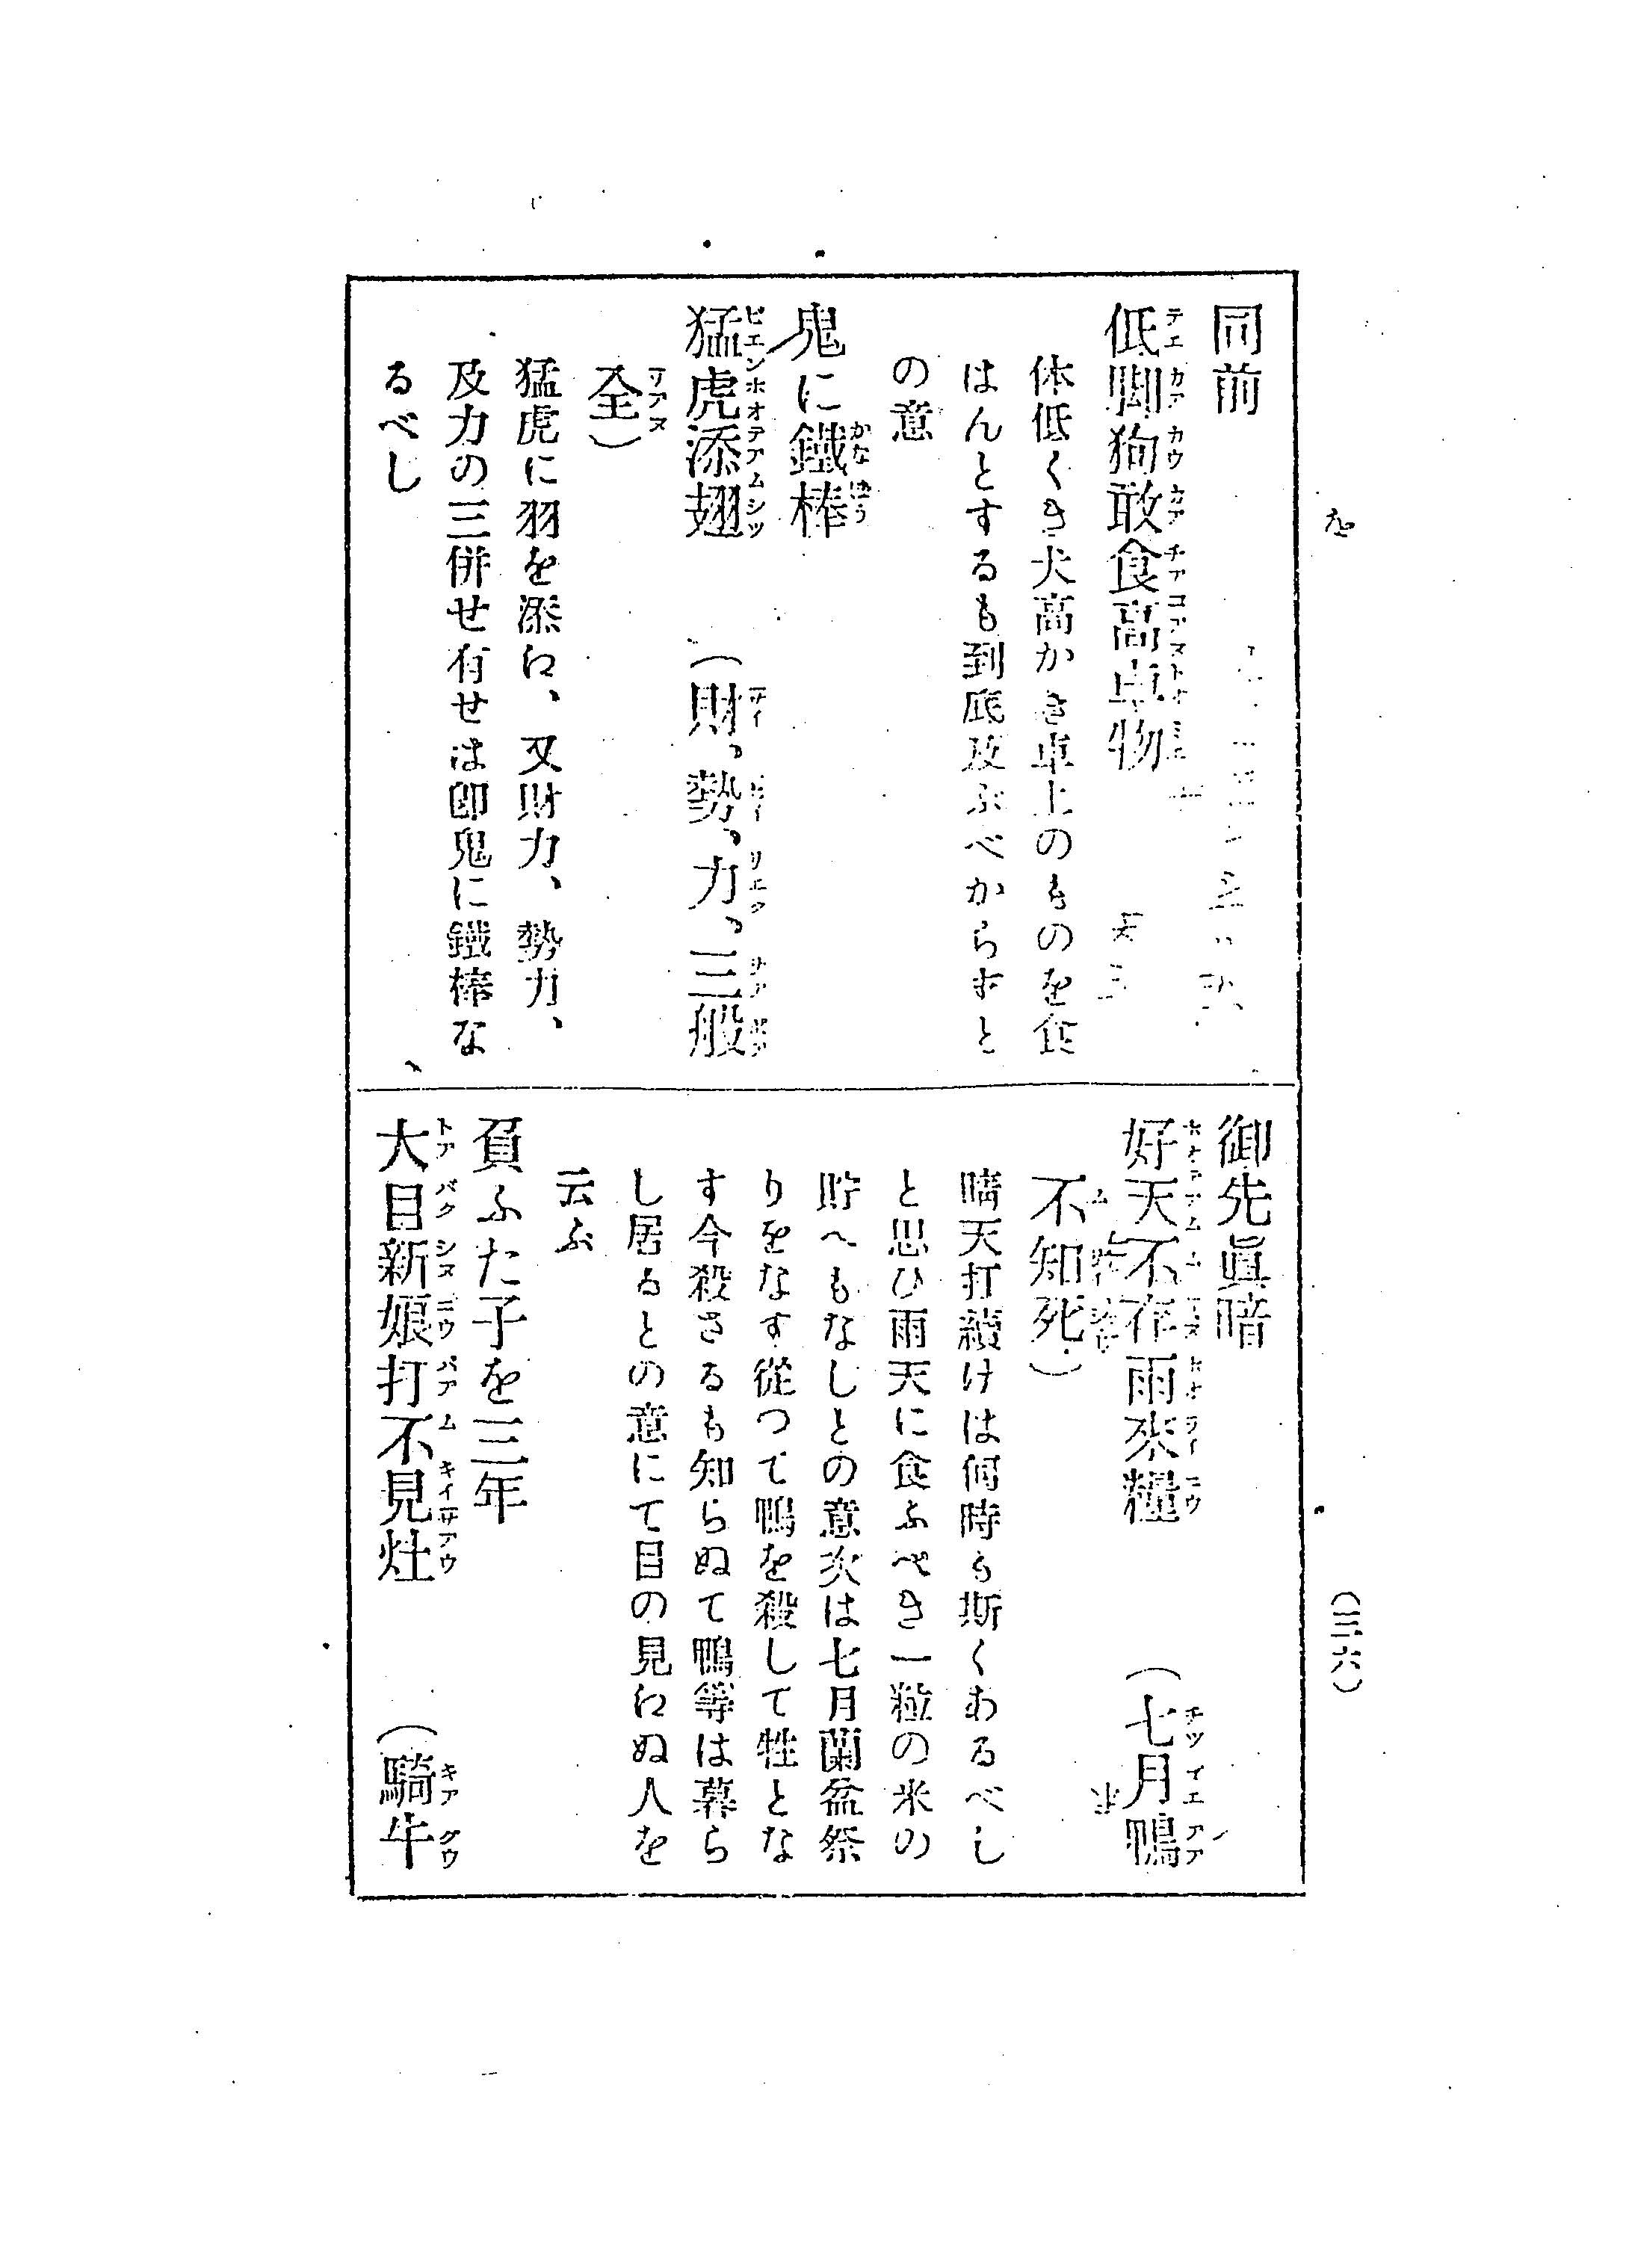 を
(三六)
同前
低脚狗敢食高卓物
体低くき犬高かき卓上のものを食
はんとするも到底及ぶべからすと
の意
鬼に鐵棒
猛虎添翅 (財、勢、力、三般
全)
猛虎に羽を添に、又財力、勢力、
及力の三併せ有せは卽鬼に鐵棒な
るべし
御先眞暗
好天不存雨來糧 (七月鴨
不知死)
晴天打續けは何時も斯くあるべし
と思ひ雨天に食ふべき一粒の米の
貯へもなしとの意次は七月蘭盆祭
りをなす從つて鴨を殺して牲とな
す今殺さるも知らぬて鴨等は暮ら
し居るとの意にて目の見にぬ人を
云ふ
負ふた子を三年
大目新娘打不見灶 (騎牛